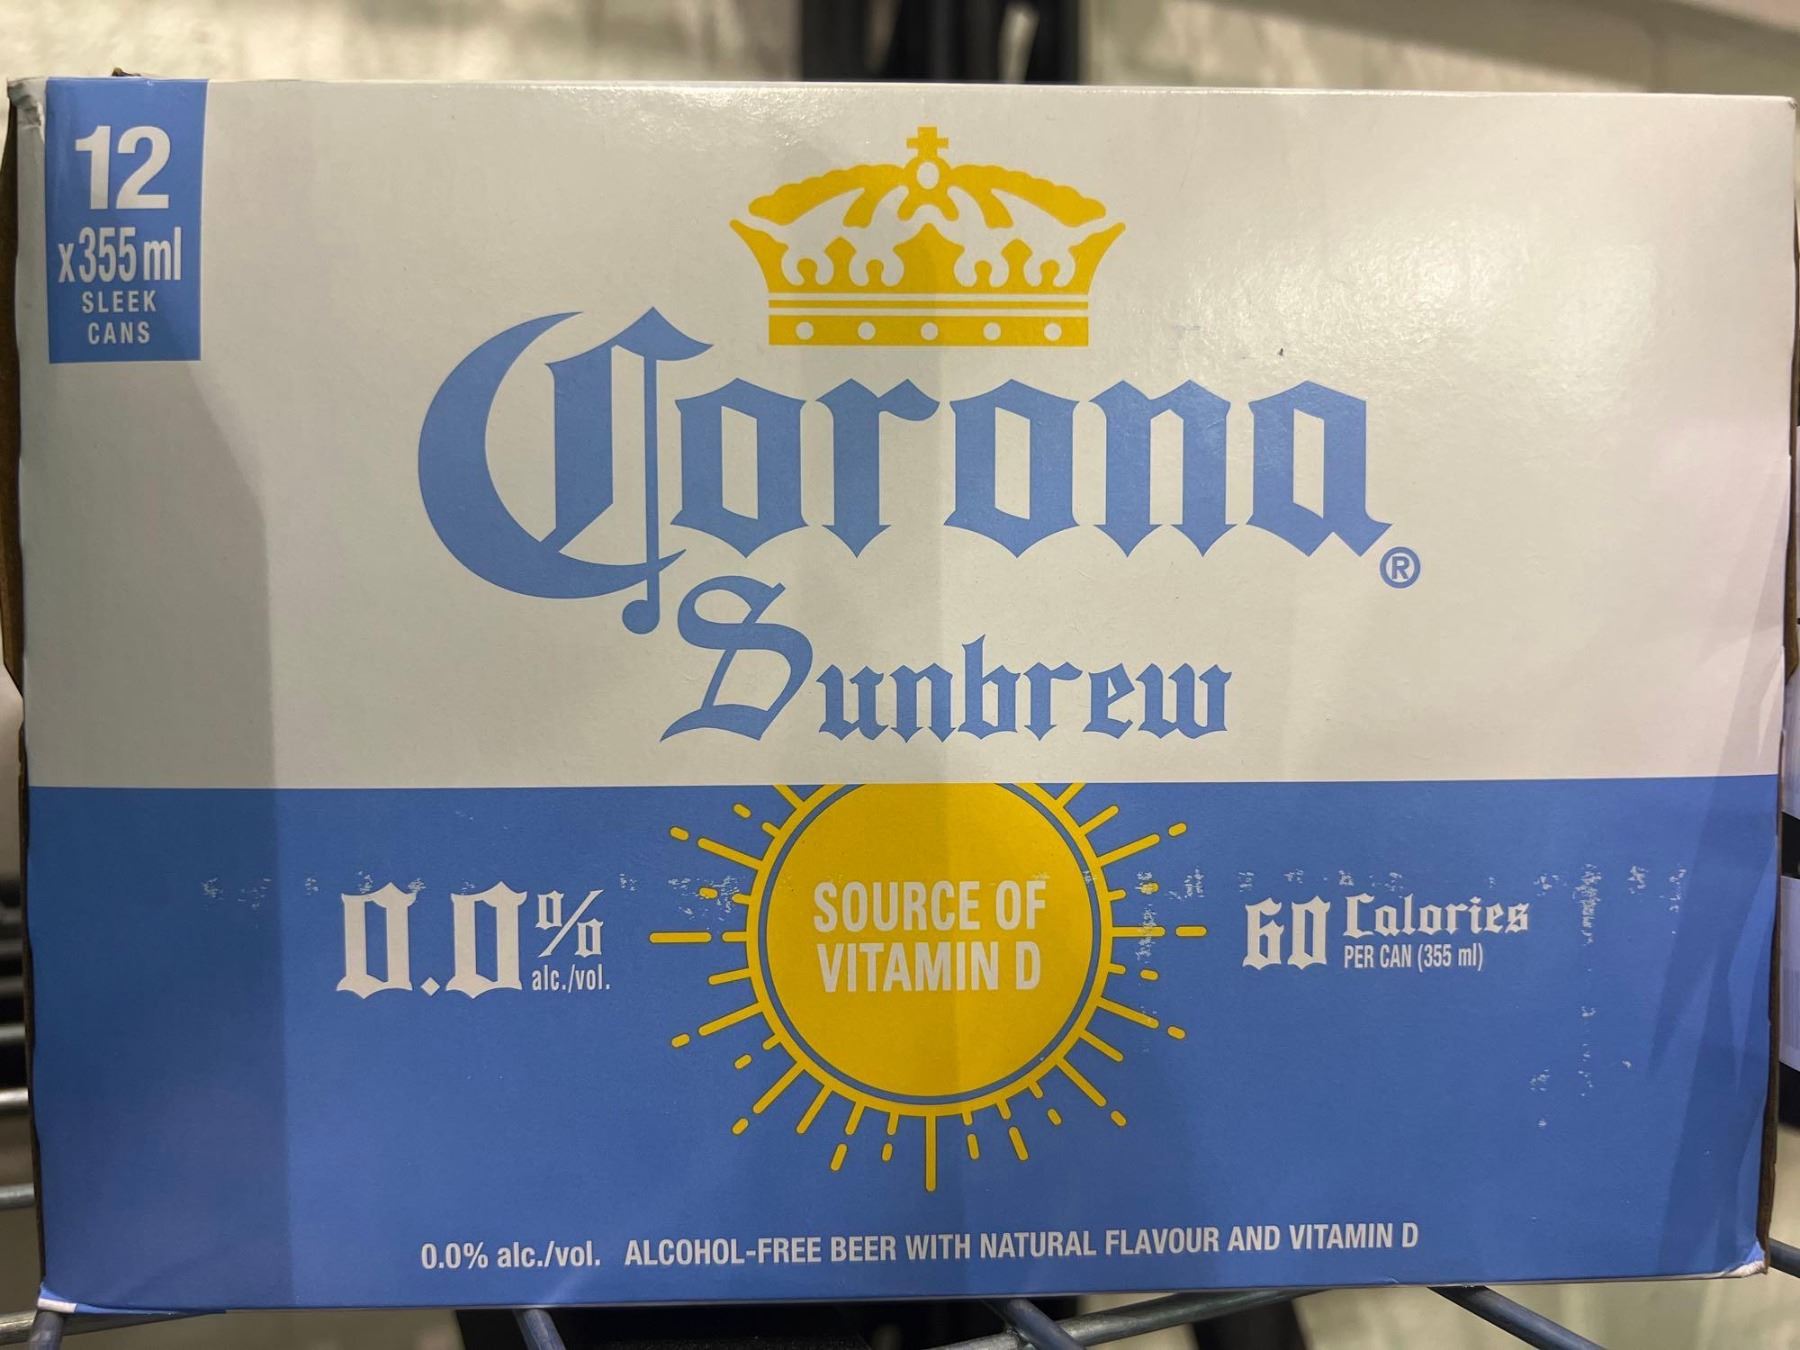 12
x355 ml
SLEEK
CANS
Corona®
Sunbrew
0.0%
alc./vol.
SOURCE OF
VITAMIN D
60 Calories
PER CAN (355 ml)
0.0% alc./vol. ALCOHOL-FREE BEER WITH NATURAL FLAVOUR AND VITAMIN D